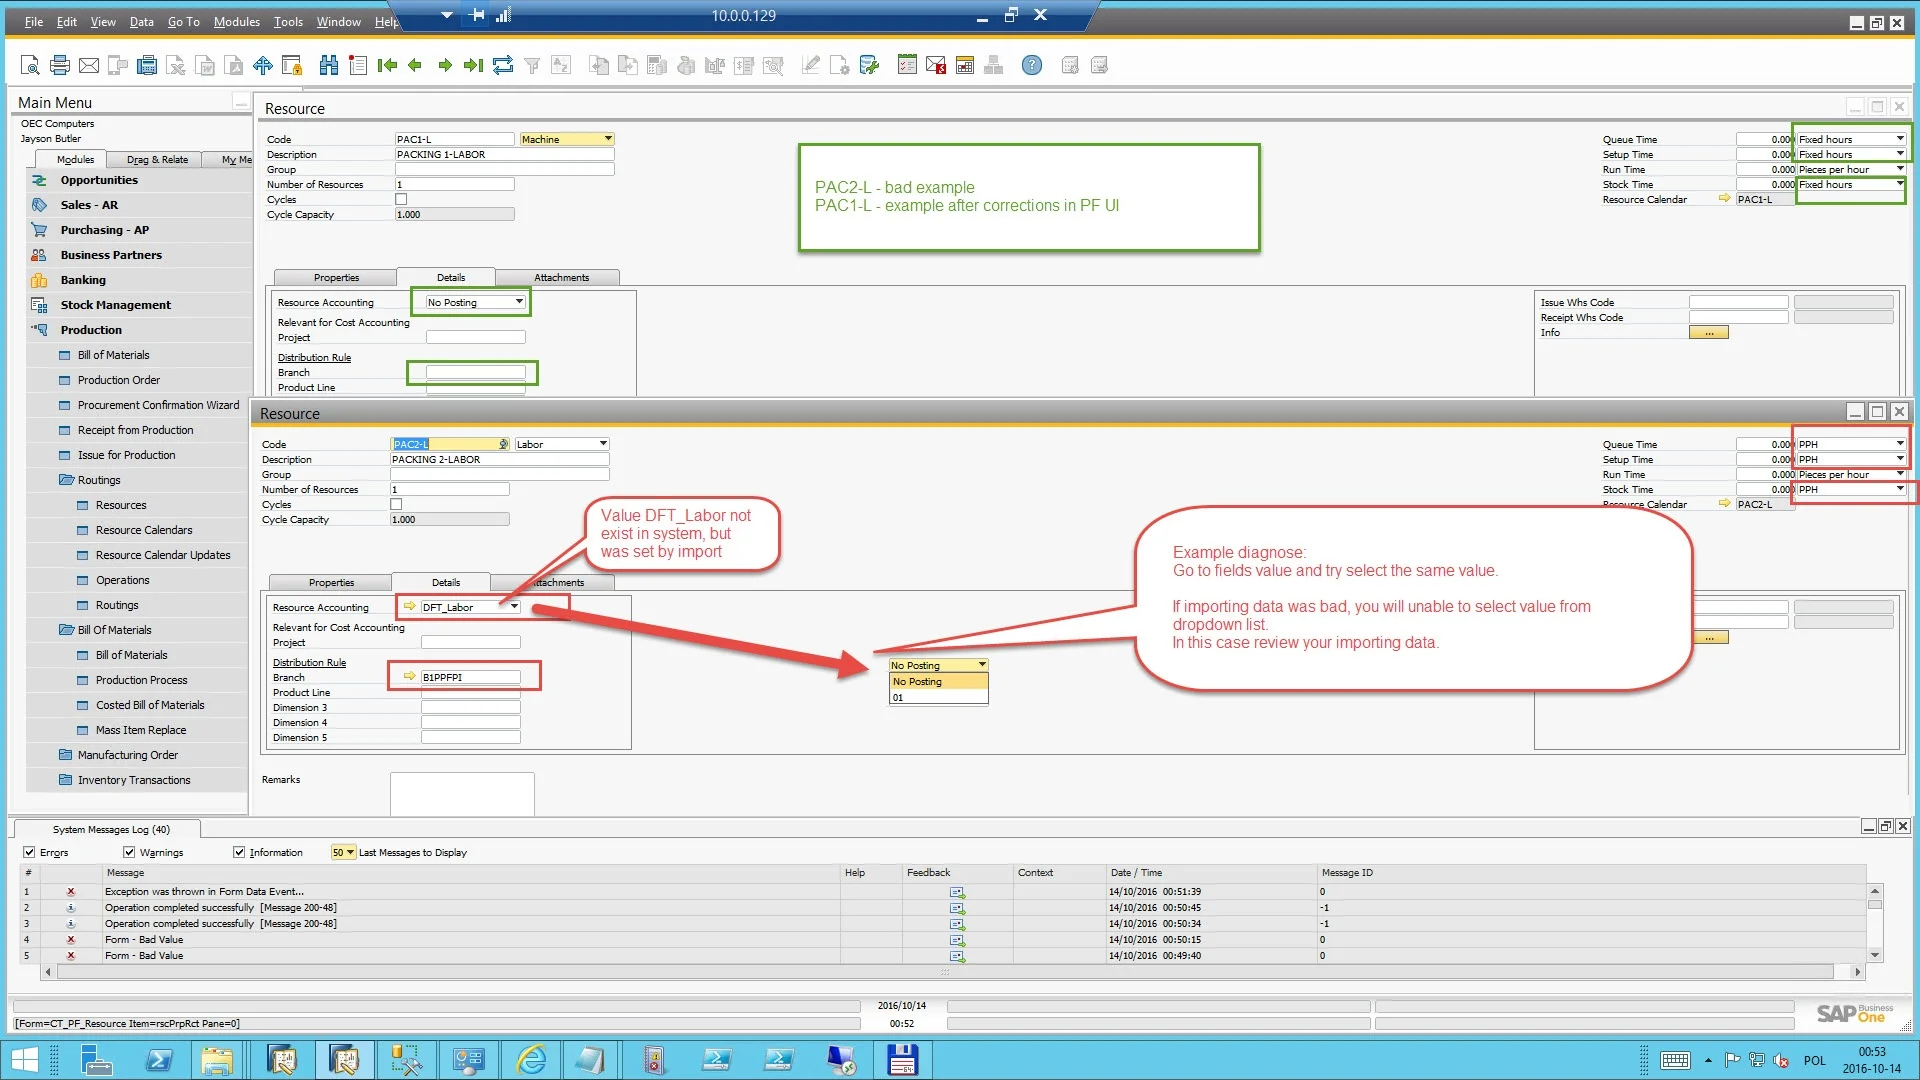 10.0.0.129
File Edit View Data Go To Modules Tools Window Help
Main Menu
OEC Computers
Jayson Butler
Modules Drag & Relate My Me
Opportunities
Sales - AR
Purchasing - AP
Business Partners
Banking
Stock Management
Production
Bill of Materials
Production Order
Procurement Confirmation Wizard
Receipt from Production
Issue for Production
Routings
Resources
Resource Calendars
Resource Calendar Updates
Operations
Routings
Bill Of Materials
Bill of Materials
Production Process
Costed Bill of Materials
Mass Item Replace
Manufacturing Order
Inventory Transactions
Resource
Code PAC1-L Machine
Description PACKING 1-LABOR
Group
Number of Resources 1
Cycles
Cycle Capacity 1.000
PAC2-L - bad example
PAC1-L - example after corrections in PF UI
Queue Time 0.000 Fixed hours
Setup Time 0.000 Fixed hours
Run Time 0.000 Pieces per hour
Stock Time 0.000 Fixed hours
Resource Calendar PAC1-L
Properties Details Attachments
Resource Accounting No Posting
Relevant for Cost Accounting
Project
Distribution Rule
Branch
Product Line
Issue Whs Code
Receipt Whs Code
Info ...
Resource
Code PAC2-L Labor
Description PACKING 2-LABOR
Group
Number of Resources 1
Cycles
Cycle Capacity 1.000
Queue Time 0.000 PPH
Setup Time 0.000 PPH
Run Time 0.000 Pieces per hour
Stock Time 0.000 PPH
Resource Calendar PAC2-L
Value DFT_Labor not
exist in system, but
was set by import
Example diagnose:
Go to fields value and try select the same value.
If importing data was bad, you will unable to select value from
dropdown list.
In this case review your importing data.
Properties Details ttachments
Resource Accounting DFT_Labor
Relevant for Cost Accounting
Project
Distribution Rule
Branch B1PPFPI
Product Line
Dimension 3
Dimension 4
Dimension 5
No Posting
No Posting
01
...
Remarks
System Messages Log (40)
Errors Warnings Information 50 Last Messages to Display
# Message Help Feedback Context Date / Time Message ID
1 Exception was thrown in Form Data Event... 14/10/2016 00:51:39 0
2 Operation completed successfully [Message 200-48] 14/10/2016 00:50:45 -1
3 Operation completed successfully [Message 200-48] 14/10/2016 00:50:34 -1
4 Form - Bad Value 14/10/2016 00:50:15 0
5 Form - Bad Value 14/10/2016 00:49:40 0
2016/10/14
[Form=CT_PF_Resource Item=rscPrpRct Pane=0] 00:52
SAP Business One
POL
00:53
2016-10-14